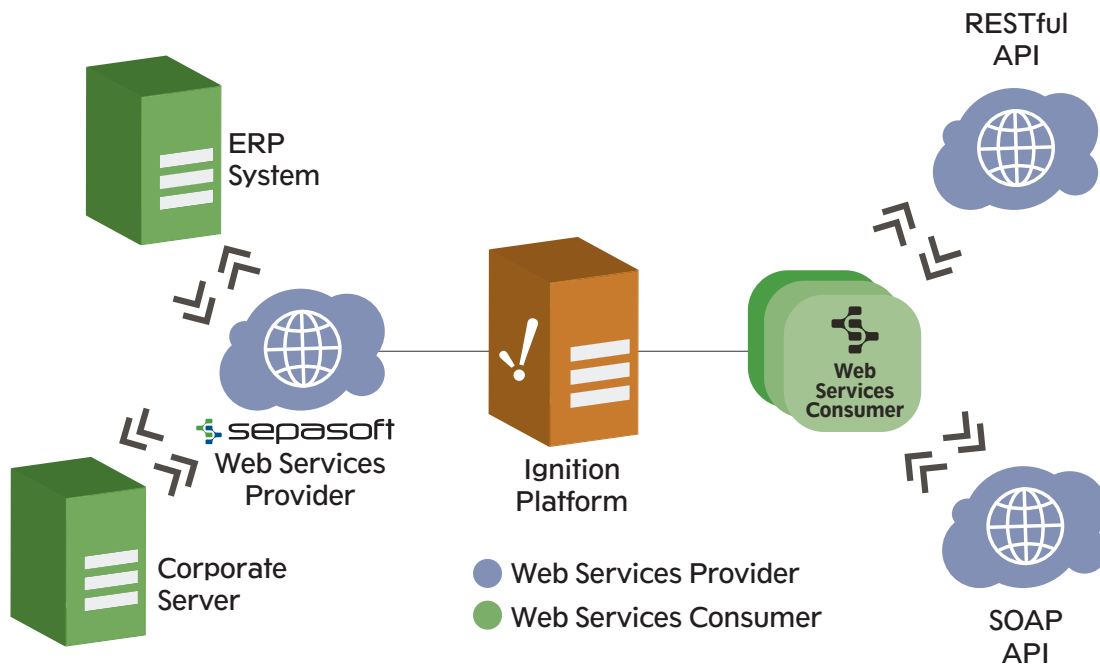 RESTful
API
ERP
System
sepasoft
Web Services
Provider
Ignition
Platform
Web
Services
Consumer
Corporate
Server
Web Services Provider
Web Services Consumer
SOAP
API